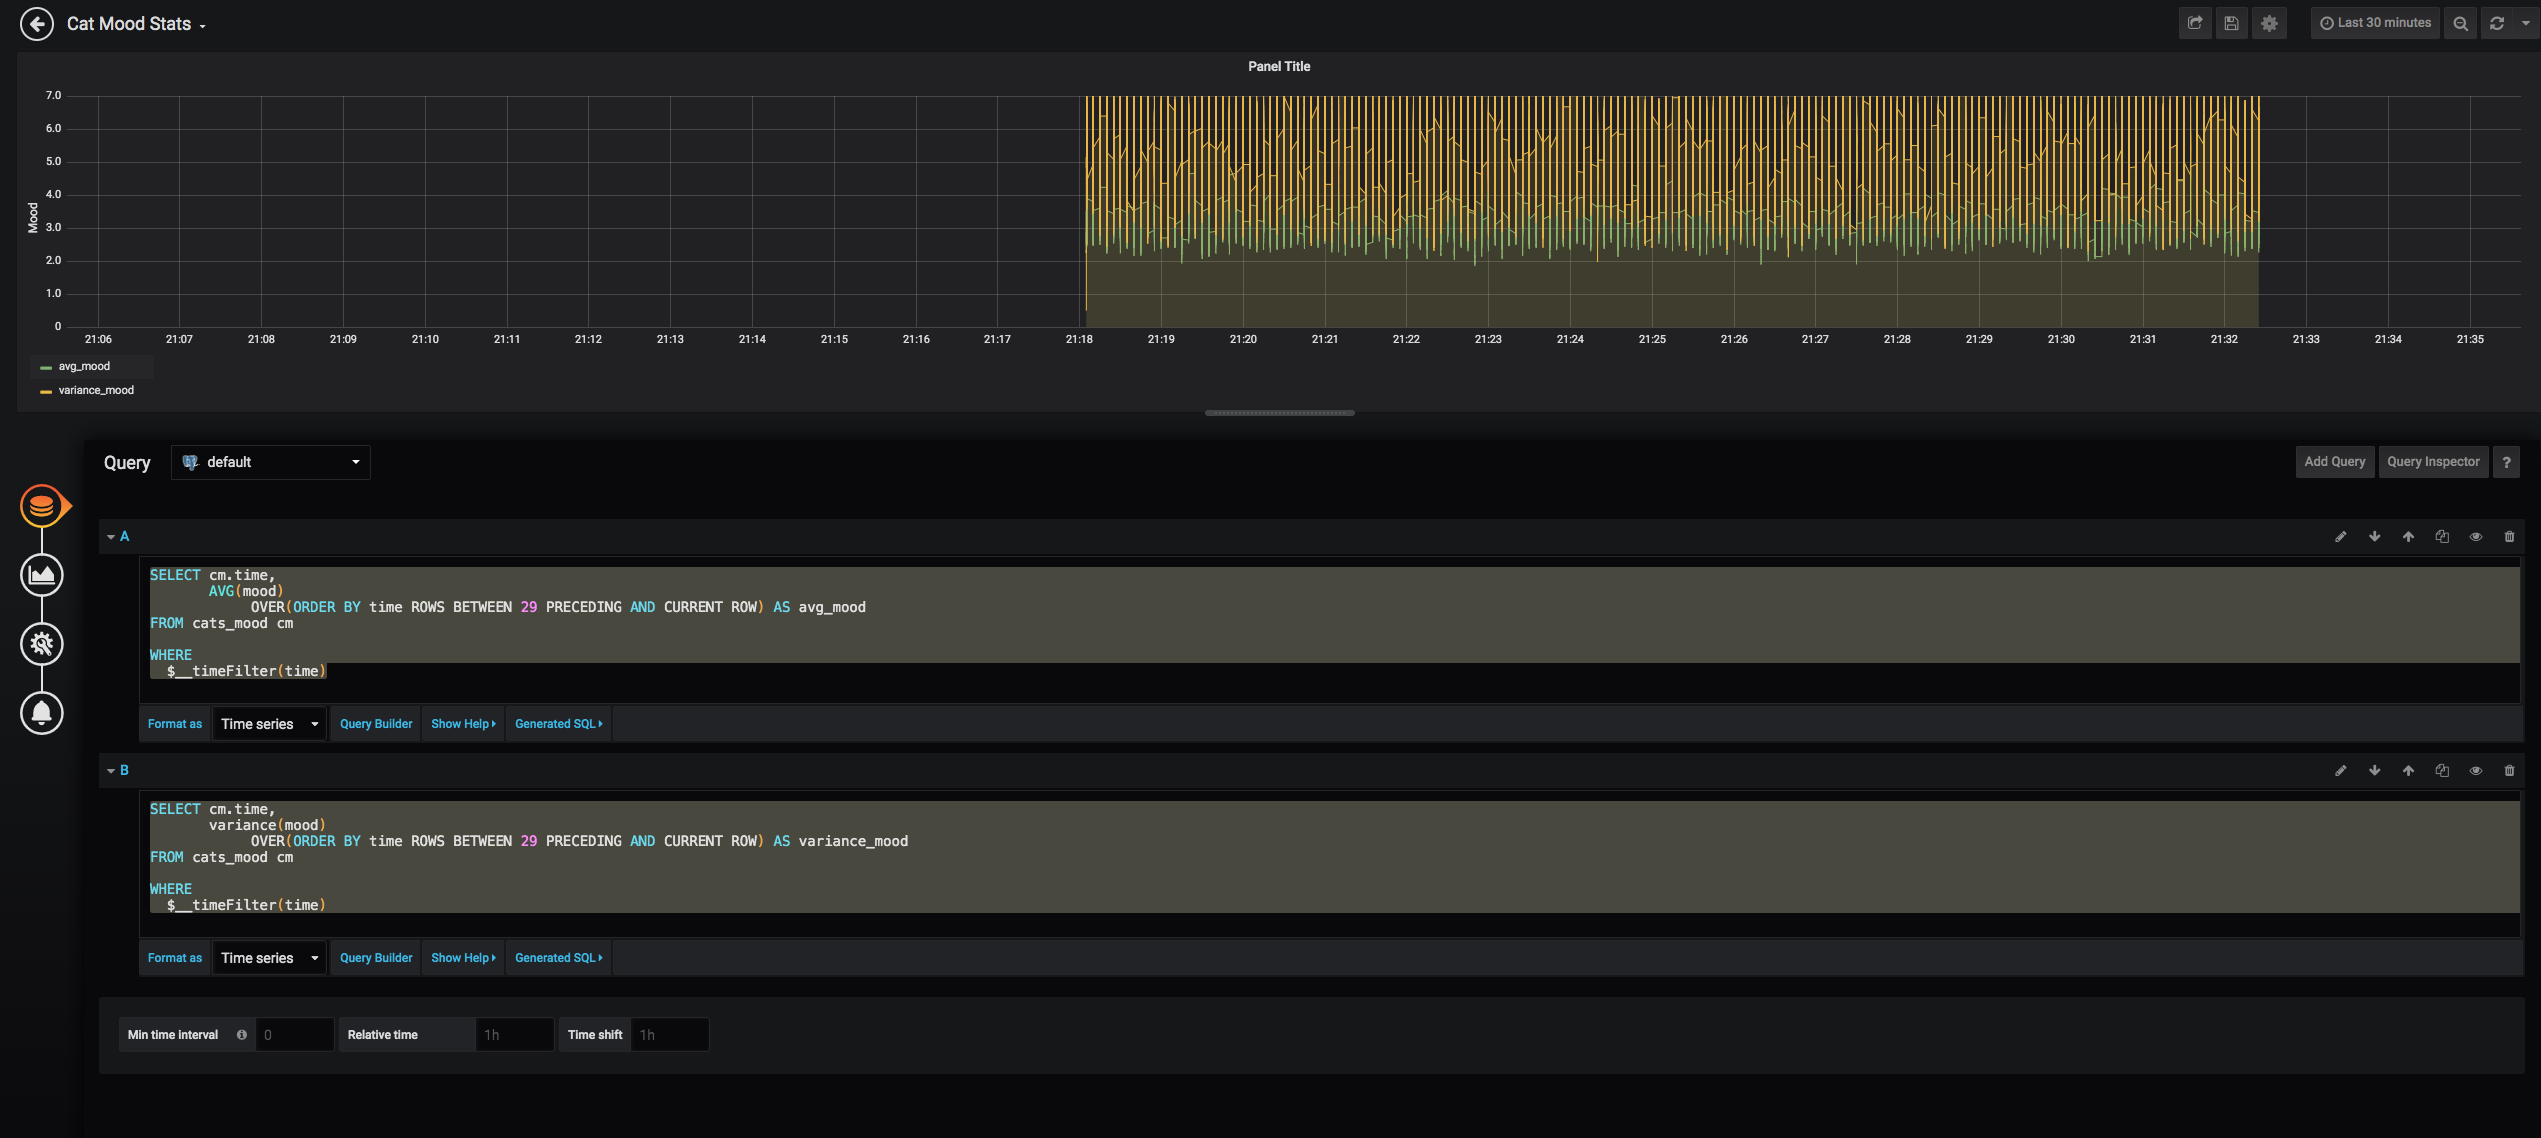 Cat Mood Stats
Last 30 minutes
Panel Title
7.0
6.0
5.0
4.0
3.0
2.0
1.0
0
Mood
21:06 21:07 21:08 21:09 21:10 21:11 21:12 21:13 21:14 21:15 21:16 21:17 21:18 21:19 21:20 21:21 21:22 21:23 21:24 21:25 21:26 21:27 21:28 21:29 21:30 21:31 21:32 21:33 21:34 21:35
avg_mood
variance_mood
Query default Add Query Query Inspector ?
A
SELECT cm.time,
AVG(mood)
OVER(ORDER BY time ROWS BETWEEN 29 PRECEDING AND CURRENT ROW) AS avg_mood
FROM cats_mood cm
WHERE
$__timeFilter(time)
Format as Time series Query Builder Show Help Generated SQL
B
SELECT cm.time,
variance(mood)
OVER(ORDER BY time ROWS BETWEEN 29 PRECEDING AND CURRENT ROW) AS variance_mood
FROM cats_mood cm
WHERE
$__timeFilter(time)
Format as Time series Query Builder Show Help Generated SQL
Min time interval 0 Relative time 1h Time shift 1h